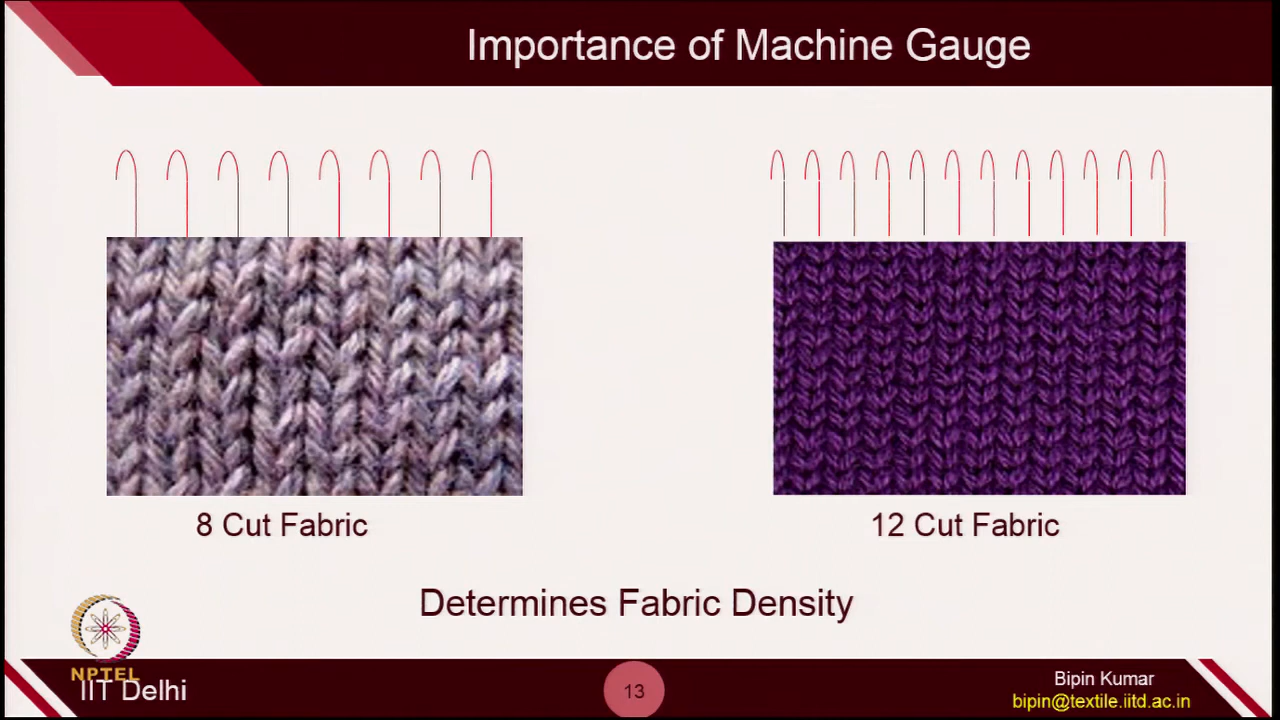 Importance of Machine Gauge
8 Cut Fabric
12 Cut Fabric
Determines Fabric Density
NPTEL
IIT Delhi
13
Bipin Kumar
bipin@textile.iitd.ac.in